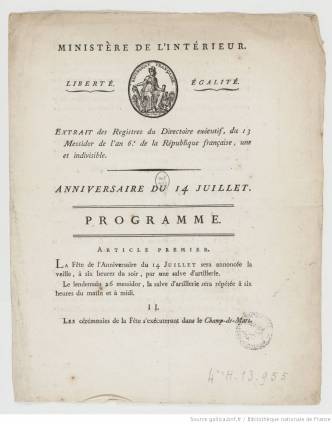 MINISTÈRE DE L'INTÉRIEUR.
LIBERTÉ. ÉGALITÉ.
EXTRAIT des Registres du Directoire exécutif, du 13
Messidor de l'an 6.e de la République française, une
et indivisible.
ANNIVERSAIRE DU 14 JUILLET.
PROGRAMME.
ARTICLE PREMIER.
LA Fête de l'Anniversaire du 14 JUILLET sera annoncée la
veille, à six heures du soir, par une salve d'artillerie.
Le lendemain 26 messidor, la salve d'artillerie sera répétée à six
heures du matin et à midi.
II.
LES cérémonies de la Fête s'exécuteront dans le Champ-de-Mars.
Source gallica.bnf.fr / Bibliothèque nationale de France